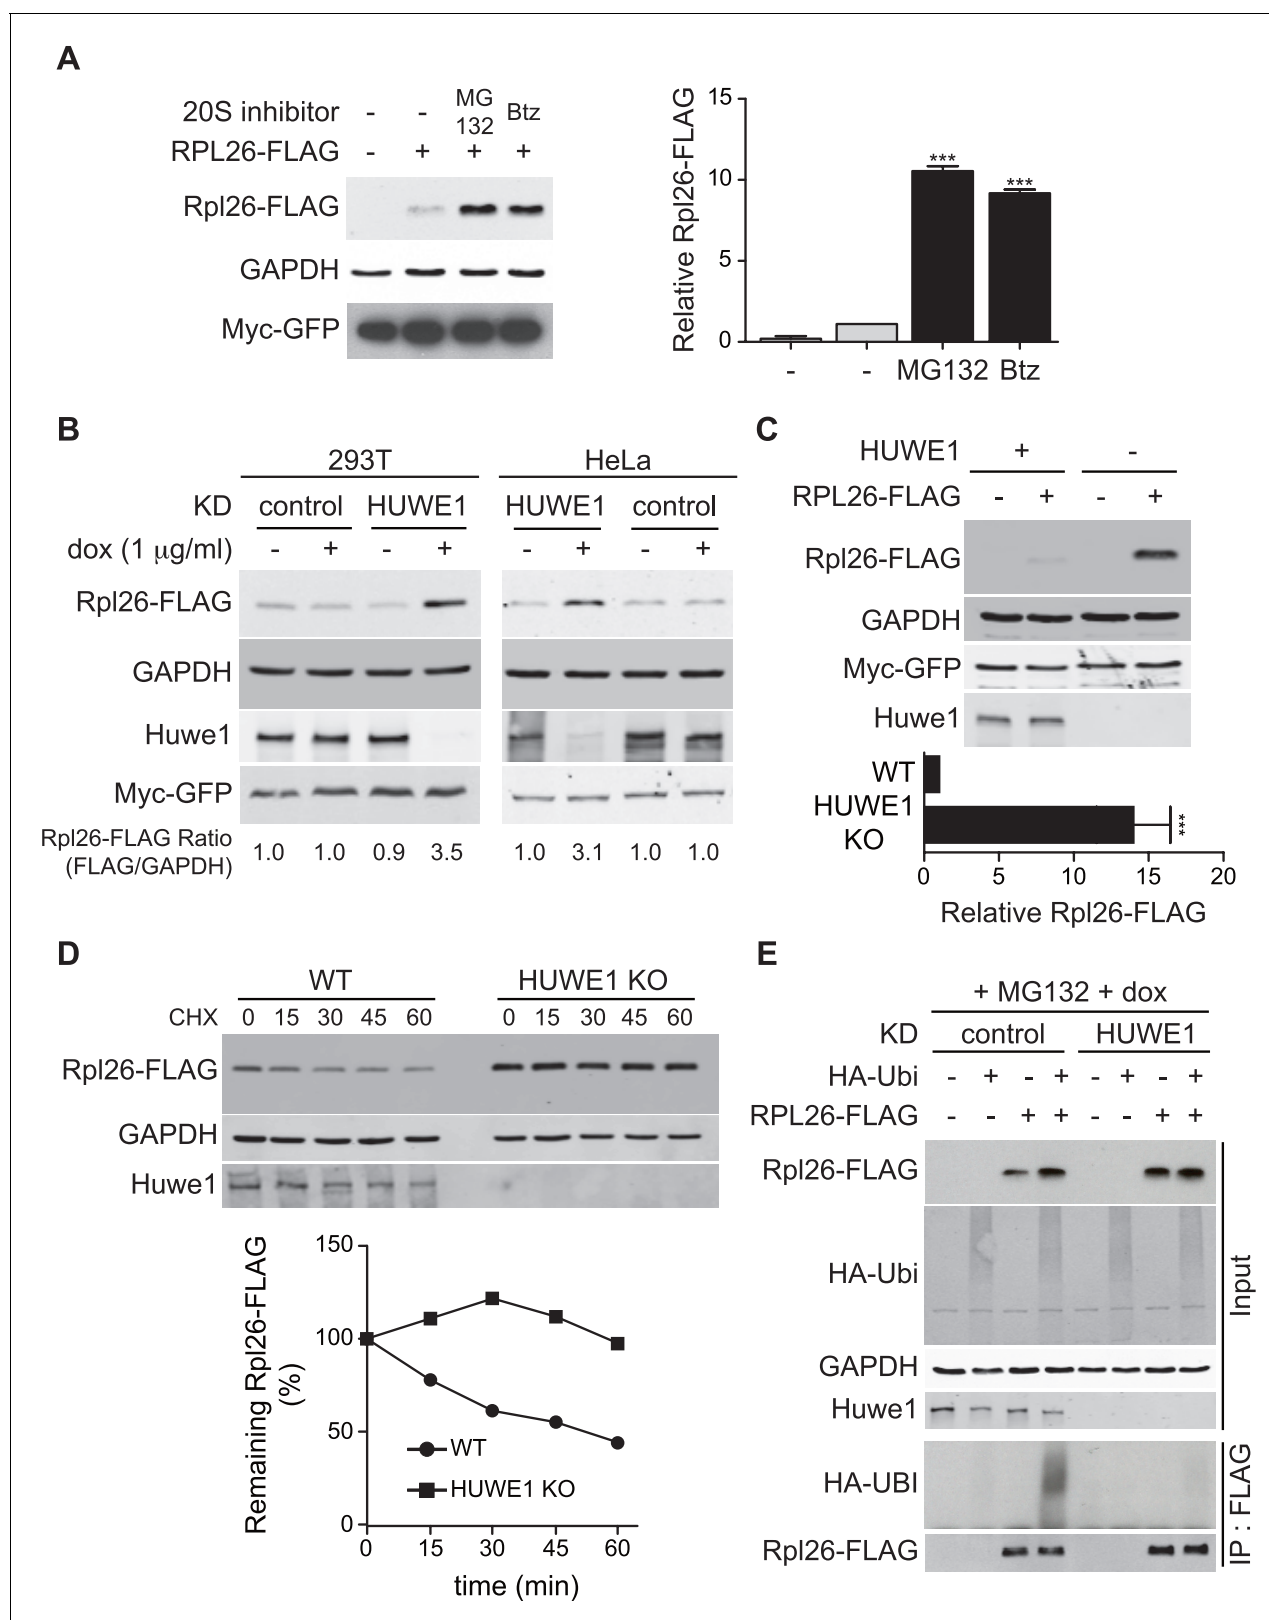 A
20S inhibitor - - MG 132 Btz
RPL26-FLAG - + + +
Rpl26-FLAG
GAPDH
Myc-GFP
Relative Rpl26-FLAG
15
10
5
0
*** ***
- - MG132 Btz
B
293T HeLa
KD control HUWE1 HUWE1 control
dox (1 µg/ml) - + - + - + - +
Rpl26-FLAG
GAPDH
Huwe1
Myc-GFP
Rpl26-FLAG Ratio
(FLAG/GAPDH)
1.0 1.0 0.9 3.5 1.0 3.1 1.0 1.0
C
HUWE1 + -
RPL26-FLAG - + - +
Rpl26-FLAG
GAPDH
Myc-GFP
Huwe1
WT
HUWE1
KO
***
0 5 10 15 20
Relative Rpl26-FLAG
D
WT HUWE1 KO
CHX 0 15 30 45 60 0 15 30 45 60
Rpl26-FLAG
GAPDH
Huwe1
Remaining Rpl26-FLAG
(%)
150
100
50
0
WT
HUWE1 KO
0 15 30 45 60
time (min)
E
+ MG132 + dox
KD control HUWE1
HA-Ubi - + - + - + - +
RPL26-FLAG - - + + - - + +
Rpl26-FLAG
HA-Ubi
GAPDH
Huwe1
Input
HA-UBI
Rpl26-FLAG
IP : FLAG